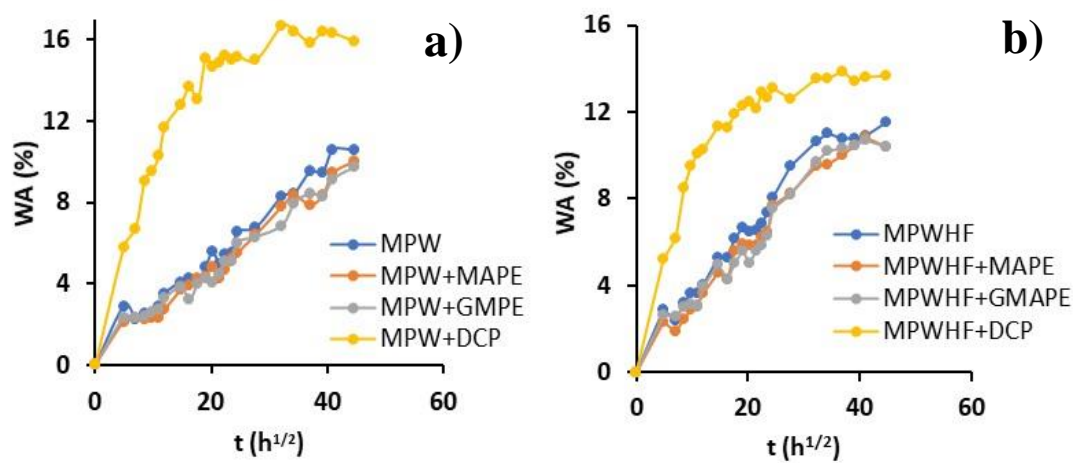 a)
16
12
8
4
0
WA (%)
0 20 40 60
t (h1/2)
MPW
MPW+MAPE
MPW+GMPE
MPW+DCP
b)
16
12
8
4
0
WA (%)
0 20 40 60
t (h1/2)
MPWHF
MPWHF+MAPE
MPWHF+GMAPE
MPWHF+DCP